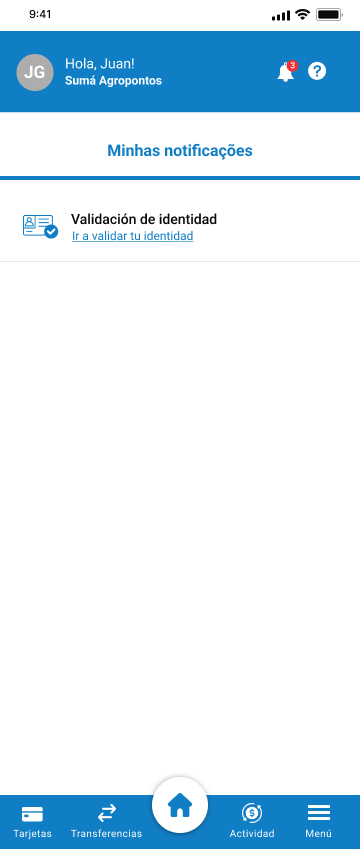 9:41
JG
Hola, Juan!
Sumá Agropontos
3
?
Minhas notificações
Validación de identidad
Ir a validar tu identidad
$
Tarjetas
Transferencias
Actividad
Menú